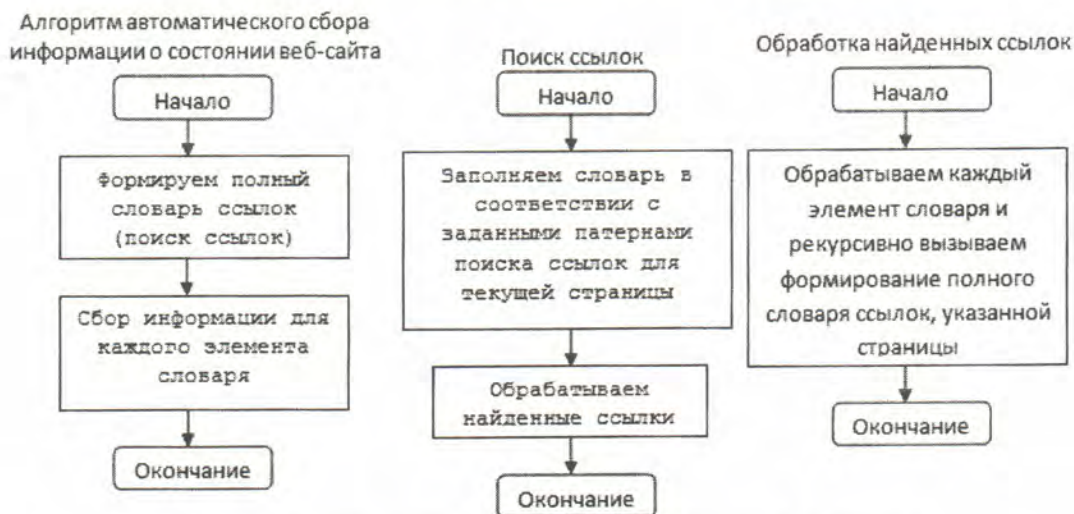 Алгоритм автоматического сбора
информации о состоянии веб-сайта
Начало
Формируем полный
словарь ссылок
(поиск ссылок)
Сбор информации для
каждого элемента
словаря
Окончание
Поиск ссылок
Начало
Заполняем словарь в
соответствии с
заданными патернами
поиска ссылок для
текущей страницы
Обрабатываем
найденные ссылки
Окончание
Обработка найденных ссылок
Начало
Обрабатываем каждый
элемент словаря и
рекурсивно вызываем
формирование полного
словаря ссылок, указанной
страницы
Окончание